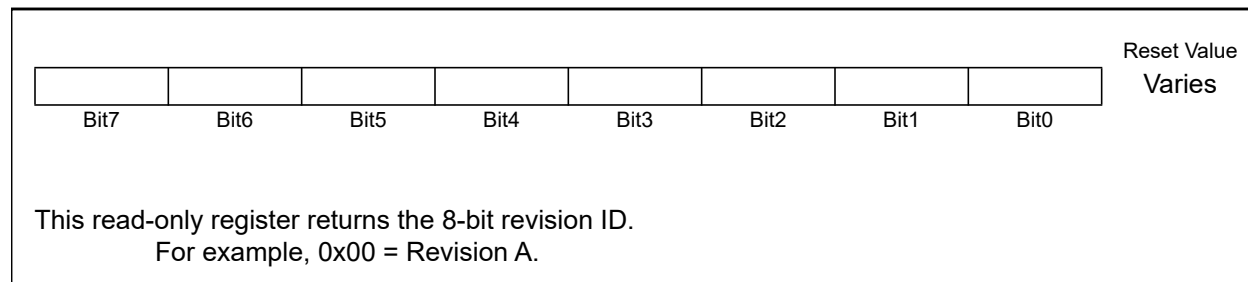 Reset Value
Varies
Bit7 Bit6 Bit5 Bit4 Bit3 Bit2 Bit1 Bit0
This read-only register returns the 8-bit revision ID.
For example, 0x00 = Revision A.